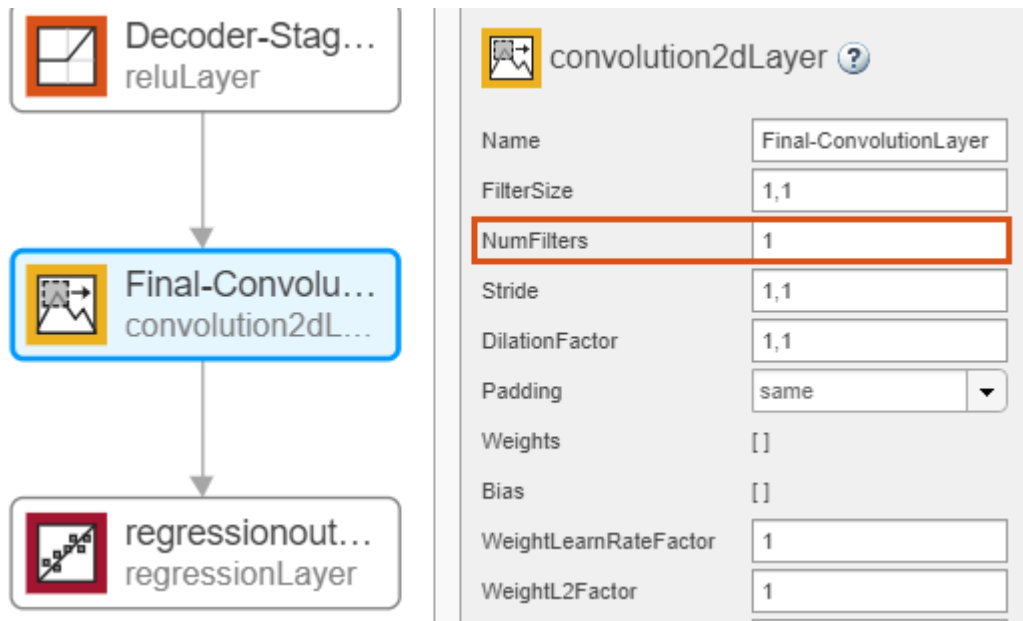 Decoder-Stag...
reluLayer
Final-Convolu...
convolution2dL...
regressionout...
regressionLayer
convolution2dLayer ?
Name Final-ConvolutionLayer
FilterSize 1,1
NumFilters 1
Stride 1,1
DilationFactor 1,1
Padding same
Weights []
Bias []
WeightLearnRateFactor 1
WeightL2Factor 1